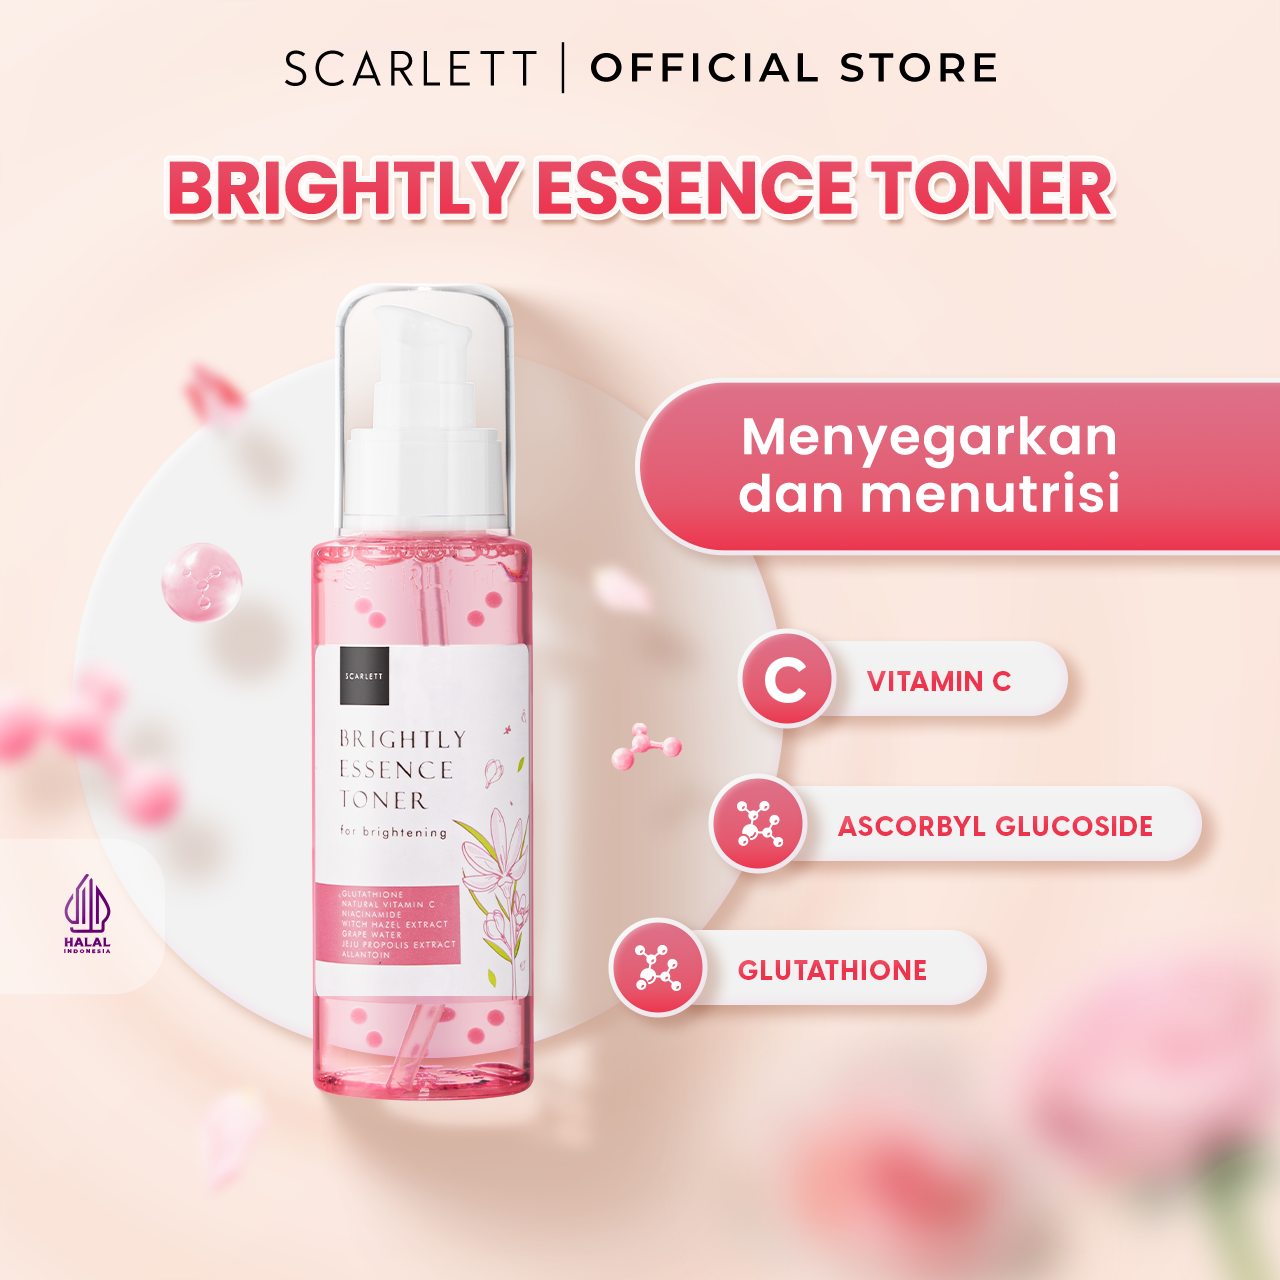 SCARLETT | OFFICIAL STORE
BRIGHTLY ESSENCE TONER
Menyegarkan
dan menutrisi
C
VITAMIN C
ASCORBYL GLUCOSIDE
GLUTATHIONE
SCARLETT
BRIGHTLY
ESSENCE
TONER
for brightening
GLUTATHIONE
NATURAL VITAMIN C
NIACINAMIDE
WITCH HAZEL EXTRACT
GRAPE WATER
JEJU PROPOLIS EXTRACT
ALLANTOIN
HALAL
INDONESIA